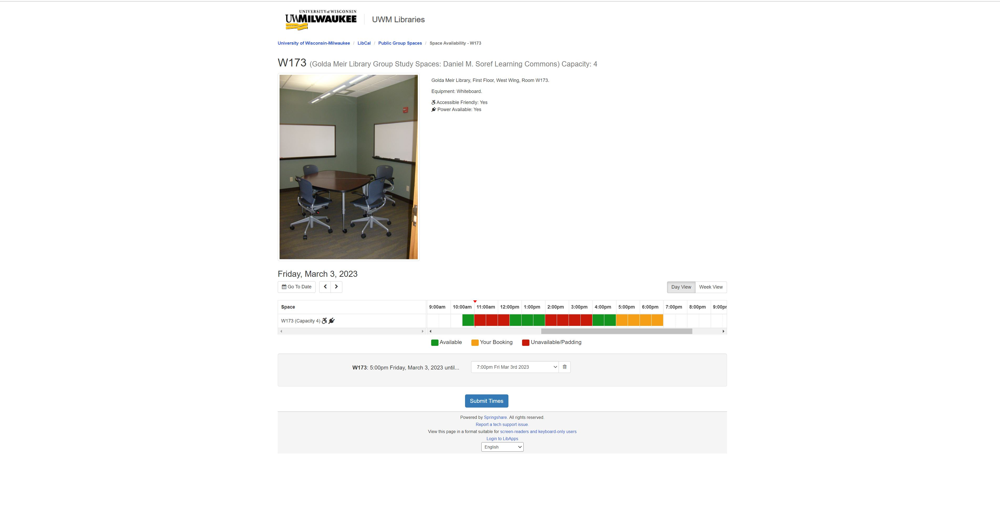 UNIVERSITY of WISCONSIN
UWMILWAUKEE
UWM Libraries
University of Wisconsin-Milwaukee / LibCal / Public Group Spaces / Space Availability - W173
W173 (Golda Meir Library Group Study Spaces: Daniel M. Soref Learning Commons) Capacity: 4
Golda Meir Library, First Floor, West Wing, Room W173.
Equipment: Whiteboard.
Accessible Friendly: Yes
Power Available: Yes
Friday, March 3, 2023
Go To Date
Day View Week View
Space 9:00am 10:00am 11:00am 12:00pm 1:00pm 2:00pm 3:00pm 4:00pm 5:00pm 6:00pm 7:00pm 8:00pm 9:00pr
W173 (Capacity 4)
Available Your Booking Unavailable/Padding
W173: 5:00pm Friday, March 3, 2023 until... 7:00pm Fri Mar 3rd 2023
Submit Times
Powered by Springshare. All rights reserved.
Report a tech support issue.
View this page in a format suitable for screen-readers and keyboard-only users
Login to LibApps
English